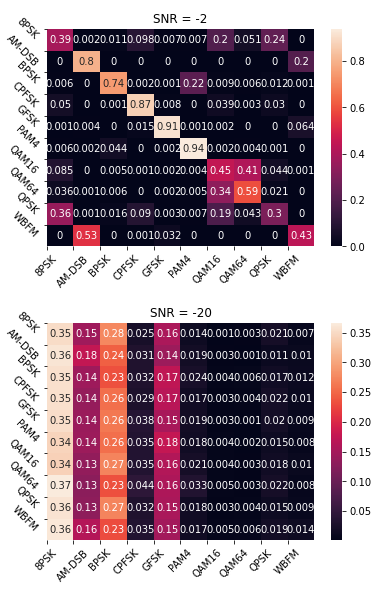 SNR = -2
8PSK 0.39 0.002 0.011 0.098 0.007 0.007 0.2 0.051 0.24 0
AM-DSB 0 0.8 0 0 0 0 0 0 0 0.2
BPSK 0.006 0 0.74 0.002 0.001 0.22 0.009 0.006 0.012 0.001
CPFSK 0.05 0 0.001 0.87 0.008 0 0.039 0.003 0.03 0
GFSK 0.001 0.004 0 0.015 0.91 0.001 0.002 0 0 0.064
PAM4 0.006 0.002 0.044 0 0 0.94 0.002 0.004 0.001 0
QAM16 0.085 0 0.005 0.001 0.002 0.004 0.45 0.41 0.044 0.001
QAM64 0.036 0.001 0.006 0 0.002 0.005 0.34 0.59 0.021 0
QPSK 0.36 0.001 0.016 0.09 0.003 0.007 0.19 0.043 0.3 0
WBFM 0 0.53 0 0.001 0.032 0 0 0 0 0.43
8PSK AM-DSB BPSK CPFSK GFSK PAM4 QAM16 QAM64 QPSK WBFM
0.8
0.6
0.4
0.2
0.0
SNR = -20
8PSK 0.35 0.15 0.28 0.025 0.16 0.014 0.001 0.003 0.021 0.007
AM-DSB 0.36 0.18 0.24 0.031 0.14 0.019 0.003 0.001 0.011 0.01
BPSK 0.35 0.14 0.23 0.032 0.17 0.024 0.004 0.006 0.017 0.012
CPFSK 0.35 0.14 0.26 0.029 0.17 0.017 0.003 0.004 0.022 0.01
GFSK 0.35 0.14 0.26 0.038 0.15 0.019 0.003 0.001 0.02 0.009
PAM4 0.34 0.14 0.26 0.035 0.18 0.018 0.004 0.002 0.015 0.008
QAM16 0.34 0.13 0.27 0.035 0.16 0.021 0.004 0.003 0.018 0.01
QAM64 0.37 0.13 0.23 0.044 0.16 0.033 0.005 0.003 0.022 0.008
QPSK 0.36 0.13 0.27 0.032 0.15 0.018 0.003 0.004 0.015 0.009
WBFM 0.36 0.16 0.23 0.035 0.15 0.017 0.005 0.006 0.019 0.014
8PSK AM-DSB BPSK CPFSK GFSK PAM4 QAM16 QAM64 QPSK WBFM
0.35
0.30
0.25
0.20
0.15
0.10
0.05